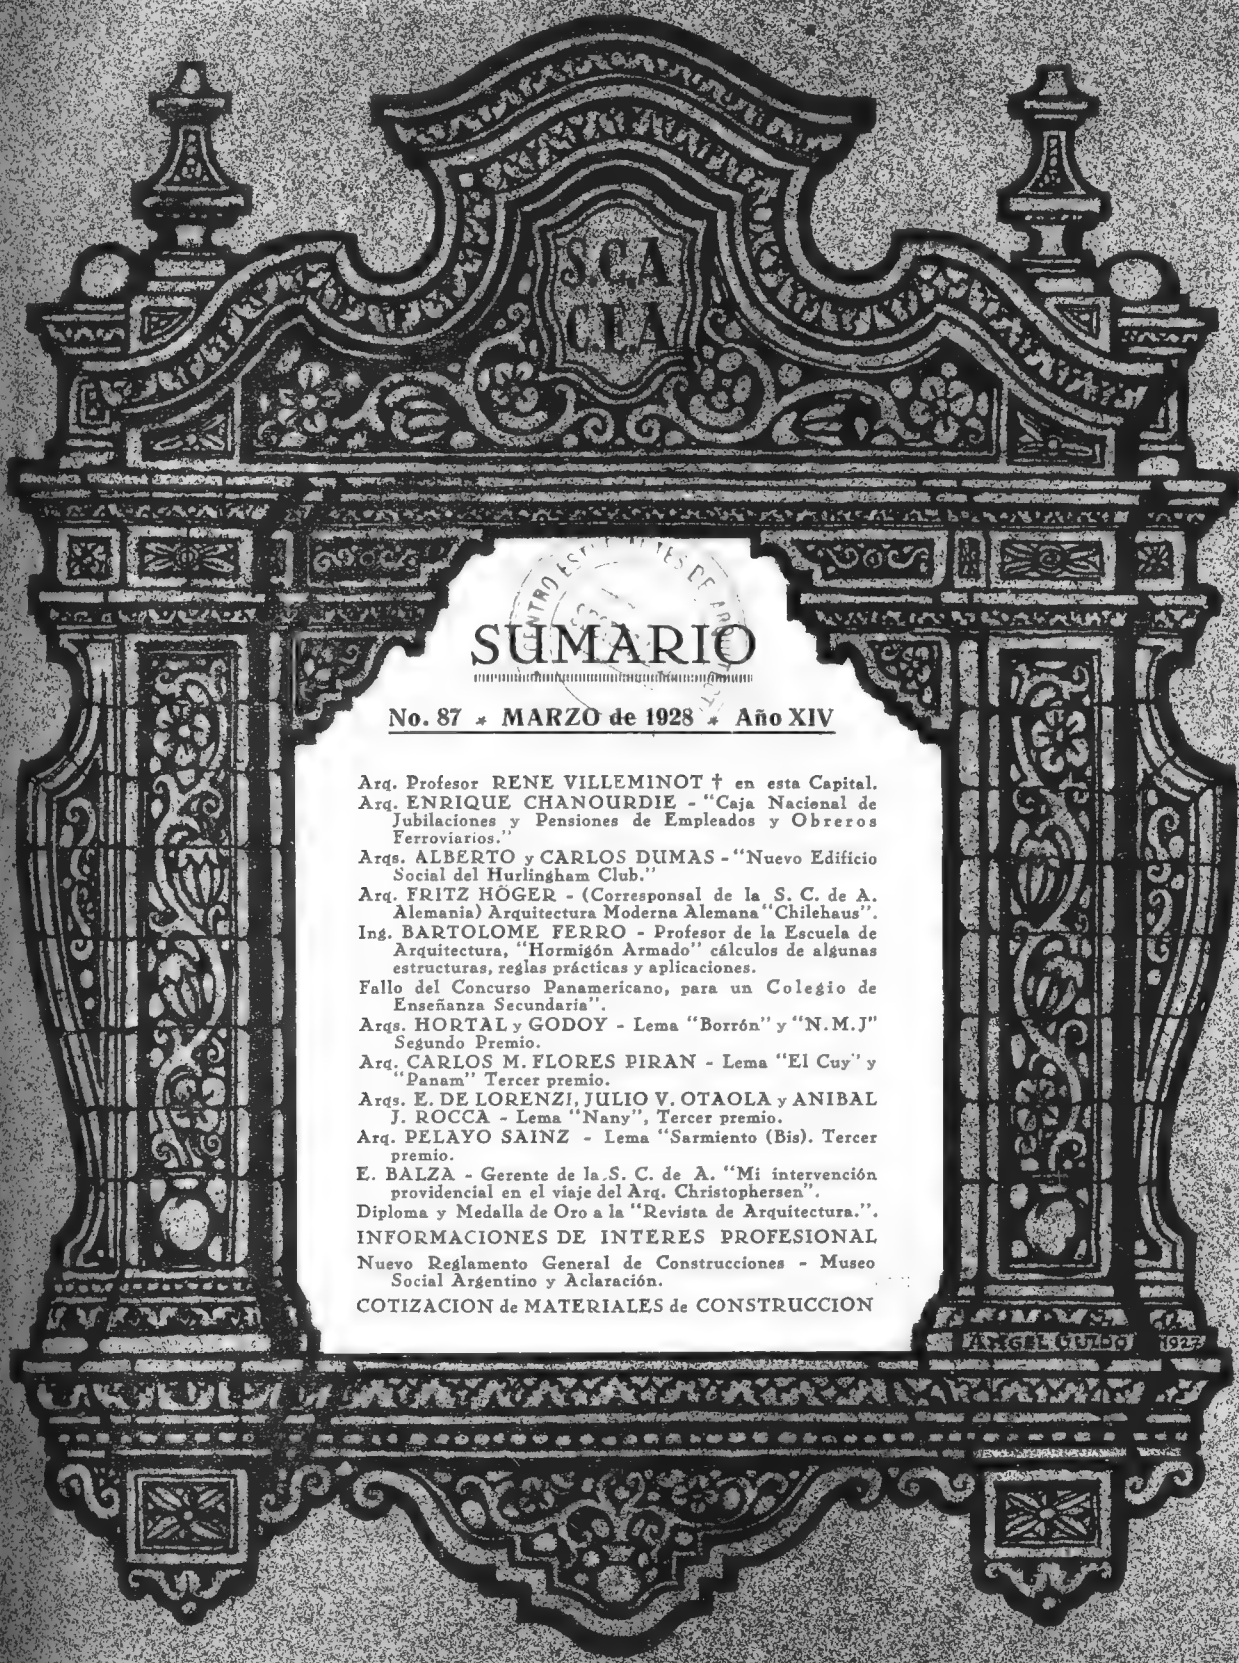 S.C.A
C.E.A
SUMARIO
No. 87 * MARZO de 1928 * Año XIV
Arq. Profesor RENE VILLEMINOT † en esta Capital.
Arq. ENRIQUE CHANOURDIE - "Caja Nacional de
Jubilaciones y Pensiones de Empleados y Obreros
Ferroviarios."
Arqs. ALBERTO y CARLOS DUMAS - "Nuevo Edificio
Social del Hurlingham Club."
Arq. FRITZ HÖGER - (Corresponsal de la S. C. de A.
Alemania) Arquitectura Moderna Alemana "Chilehaus".
Ing. BARTOLOME FERRO - Profesor de la Escuela de
Arquitectura, "Hormigón Armado" cálculos de algunas
estructuras, reglas prácticas y aplicaciones.
Fallo del Concurso Panamericano, para un Colegio de
Enseñanza Secundaria".
Arqs. HORTAL y GODOY - Lema "Borrón" y "N.M.J"
Segundo Premio.
Arq. CARLOS M. FLORES PIRAN - Lema "El Cuy" y
"Panam" Tercer premio.
Arqs. E. DE LORENZI, JULIO V. OTAOLA y ANIBAL
J. ROCCA - Lema "Nany", Tercer premio.
Arq. PELAYO SAINZ - Lema "Sarmiento (Bis). Tercer
premio.
E. BALZA - Gerente de la S. C. de A. "Mi intervención
providencial en el viaje del Arq. Christophersen".
Diploma y Medalla de Oro a la "Revista de Arquitectura.".
INFORMACIONES DE INTERES PROFESIONAL
Nuevo Reglamento General de Construcciones - Museo
Social Argentino y Aclaración.
COTIZACION de MATERIALES de CONSTRUCCION
ANGEL GUIDO 1927